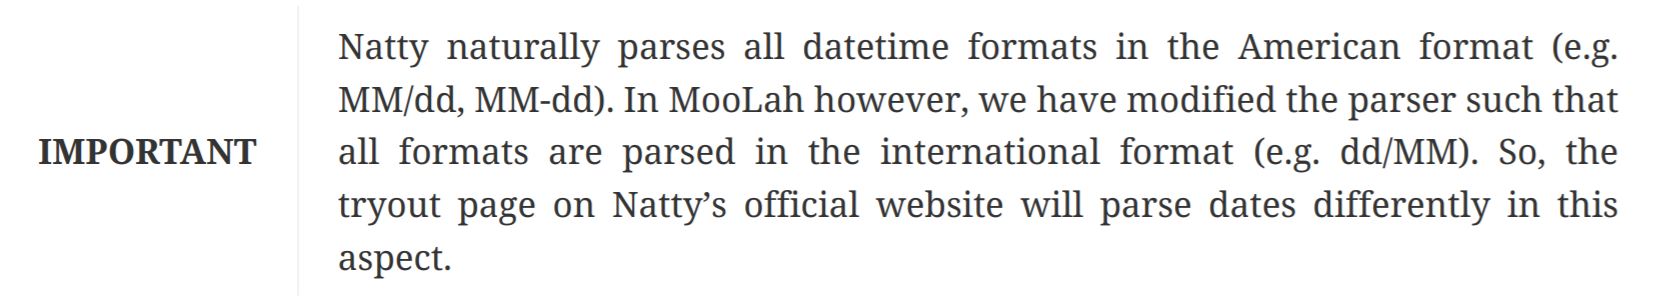 IMPORTANT
Natty naturally parses all datetime formats in the American format (e.g.
MM/dd, MM-dd). In MooLah however, we have modified the parser such that
all formats are parsed in the international format (e.g. dd/MM). So, the
tryout page on Natty’s official website will parse dates differently in this
aspect.